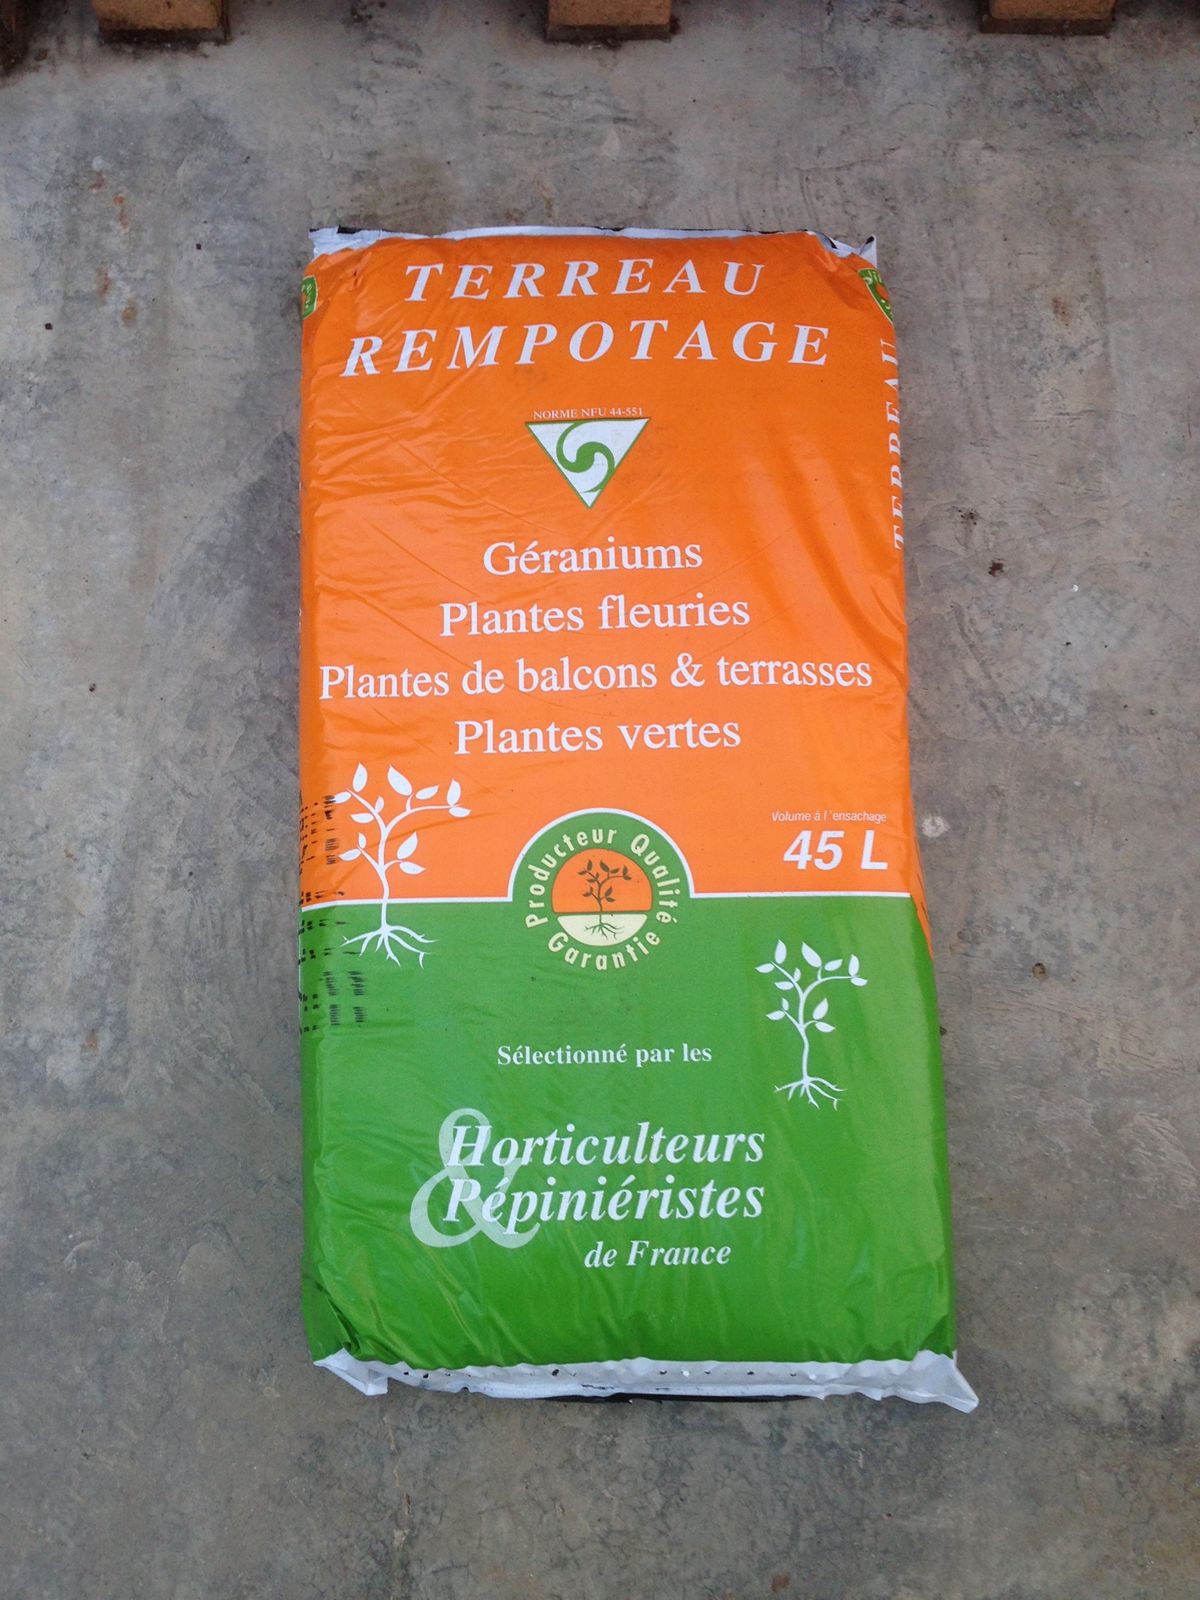 TERREAU
REMPOTAGE
NORME NFU 44-551
TERREAU
Géraniums
Plantes fleuries
Plantes de balcons & terrasses
Plantes vertes
Volume à l'ensachage
45 L
Producteur Qualité
Garantie
Sélectionné par les
Horticulteurs
& Pépiniéristes
de France